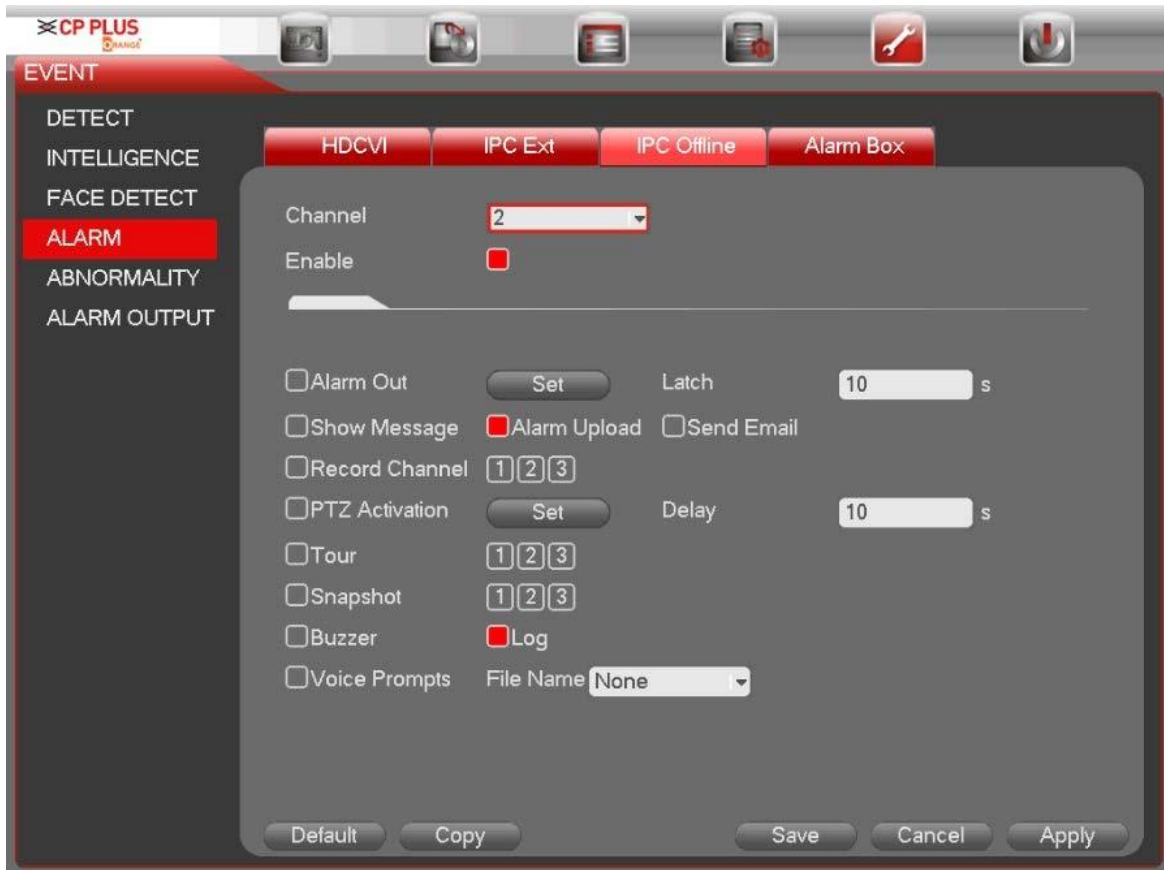 CP PLUS
ORANGE
EVENT
DETECT
INTELLIGENCE
FACE DETECT
ALARM
ABNORMALITY
ALARM OUTPUT
HDCVI IPC Ext IPC Offline Alarm Box
Channel 2
Enable
Alarm Out Set Latch 10 s
Show Message Alarm Upload Send Email
Record Channel 1 2 3
PTZ Activation Set Delay 10 s
Tour 1 2 3
Snapshot 1 2 3
Buzzer Log
Voice Prompts File Name None
Default Copy Save Cancel Apply